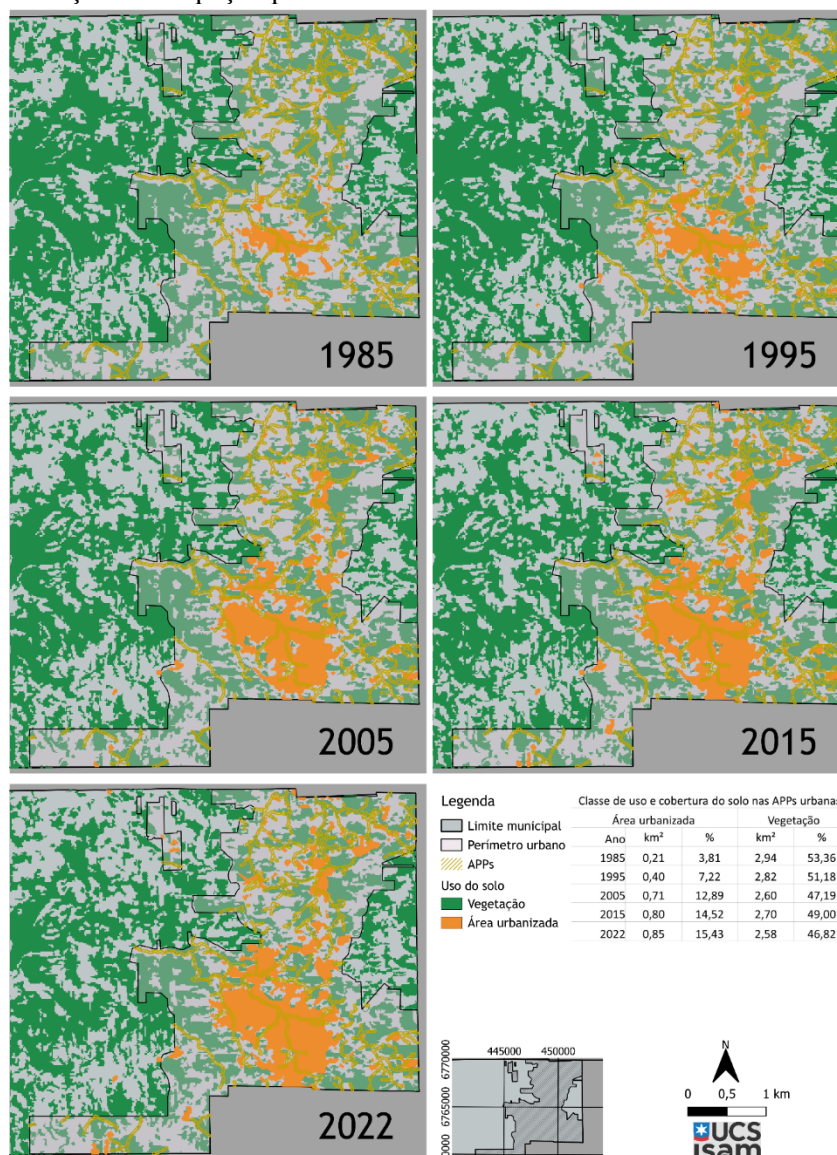 1985
1995
2005
2015
2022
Legenda
Limite municipal
Perímetro urbano
APPs
Uso do solo
Vegetação
Área urbanizada
Classe de uso e cobertura do solo nas APPs urbana
Área urbanizada Vegetação
Ano km² % km² %
1985 0,21 3,81 2,94 53,36
1995 0,40 7,22 2,82 51,18
2005 0,71 12,89 2,60 47,19
2015 0,80 14,52 2,70 49,00
2022 0,85 15,43 2,58 46,82
445000 450000
6770000
6765000
N
0 0,5 1 km
UCS
isam